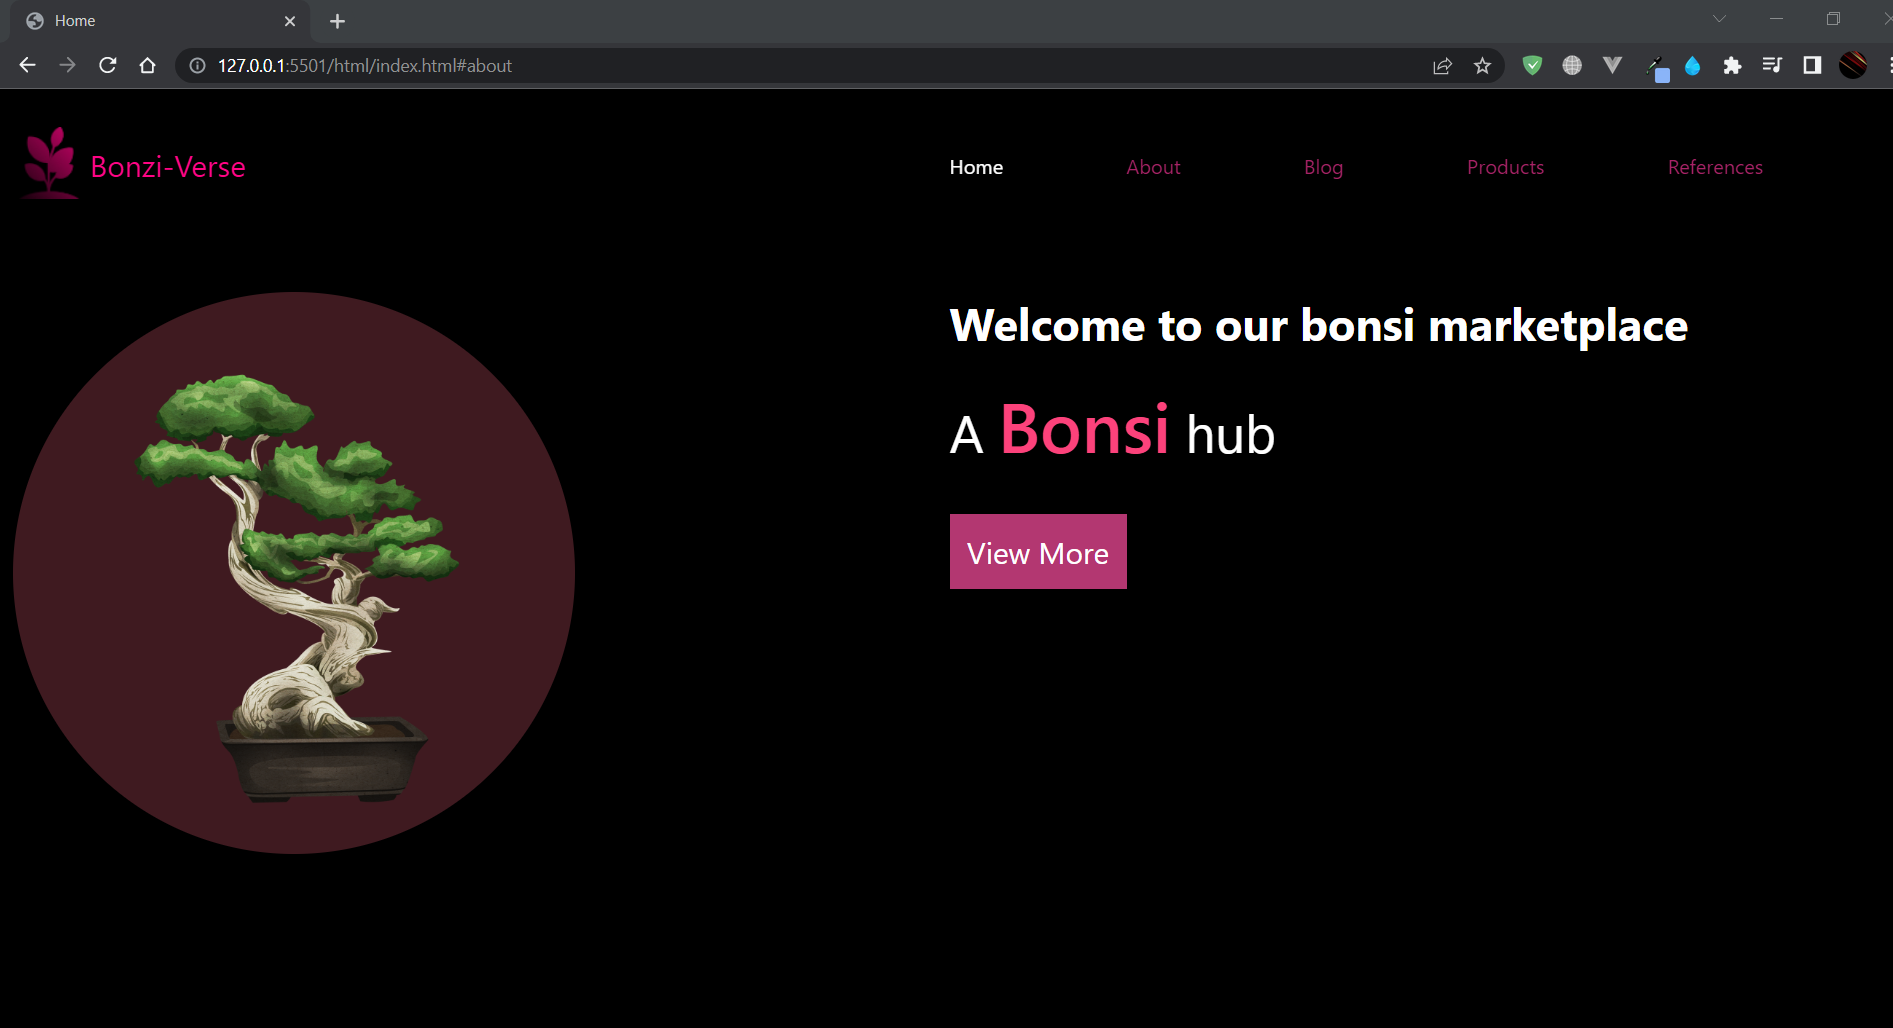 Home
127.0.0.1:5501/html/index.html#about
Bonzi-Verse
Home About Blog Products References
Welcome to our bonsi marketplace
A Bonsi hub
View More